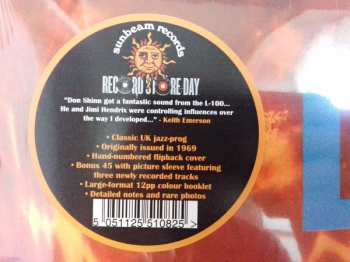 sunbeam records
RECORD STORE DAY
"Don Shinn got a fantastic sound from the L-100...
He and Jimi Hendrix were controlling influences over
the way I developed..." - Keith Emerson
• Classic UK jazz-prog
• Originally issued in 1969
• Hand-numbered flipback cover
• Bonus 45 with picture sleeve featuring
three newly recorded tracks
• Large-format 12pp colour booklet
• Detailed notes and rare photos
5 051125 510825 >